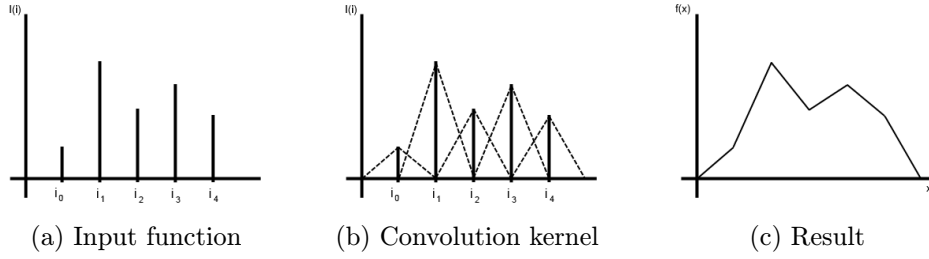 I(i)
i₀ i₁ i₂ i₃ i₄
(a) Input function
I(i)
i₀ i₁ i₂ i₃ i₄
(b) Convolution kernel
f(x)
x
(c) Result